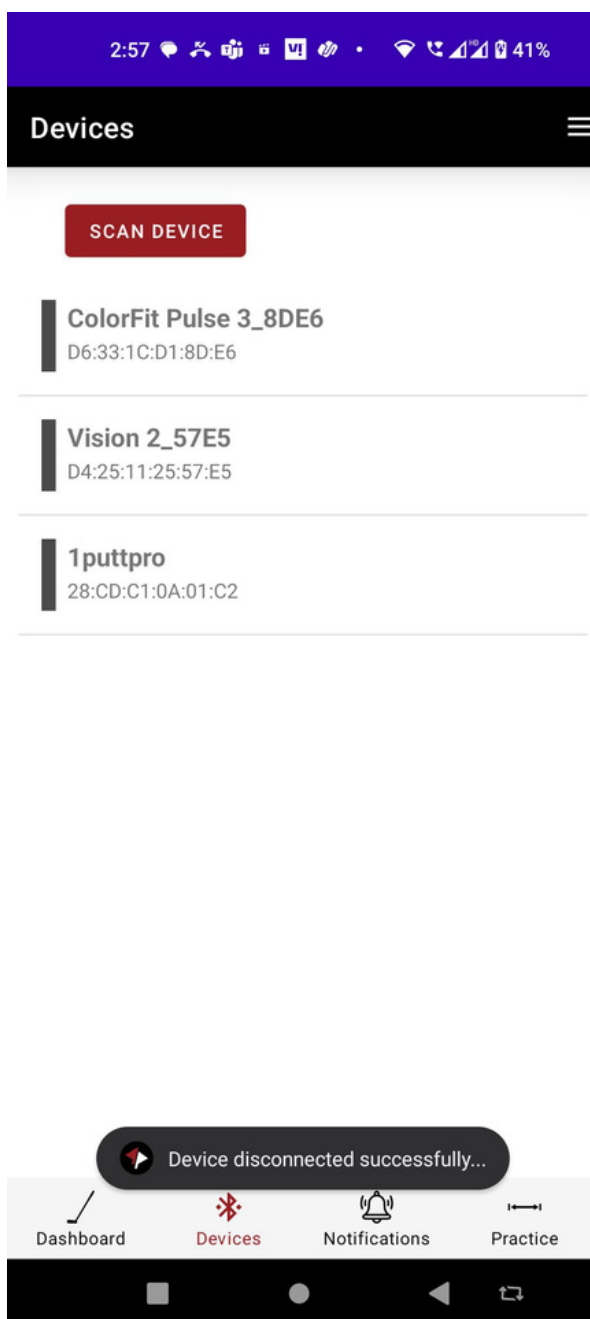 2:57 41%
Devices
SCAN DEVICE
ColorFit Pulse 3_8DE6
D6:33:1C:D1:8D:E6
Vision 2_57E5
D4:25:11:25:57:E5
1puttpro
28:CD:C1:0A:01:C2
Device disconnected successfully...
Dashboard Devices Notifications Practice